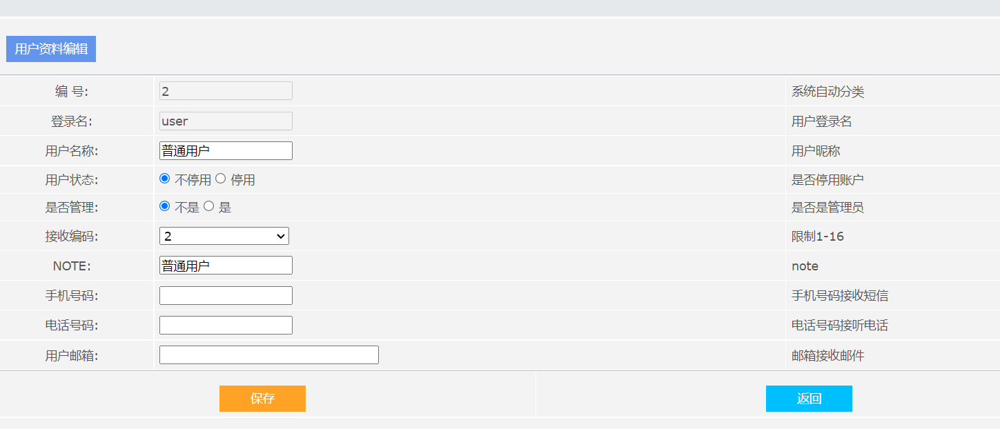 用户资料编辑
编 号: 2 系统自动分类
登录名: user 用户登录名
用户名称: 普通用户 用户昵称
用户状态: 不停用 停用 是否停用账户
是否管理: 不是 是 是否是管理员
接收编码: 2 限制1-16
NOTE: 普通用户 note
手机号码: 手机号码接收短信
电话号码: 电话号码接听电话
用户邮箱: 邮箱接收邮件
保存 返回